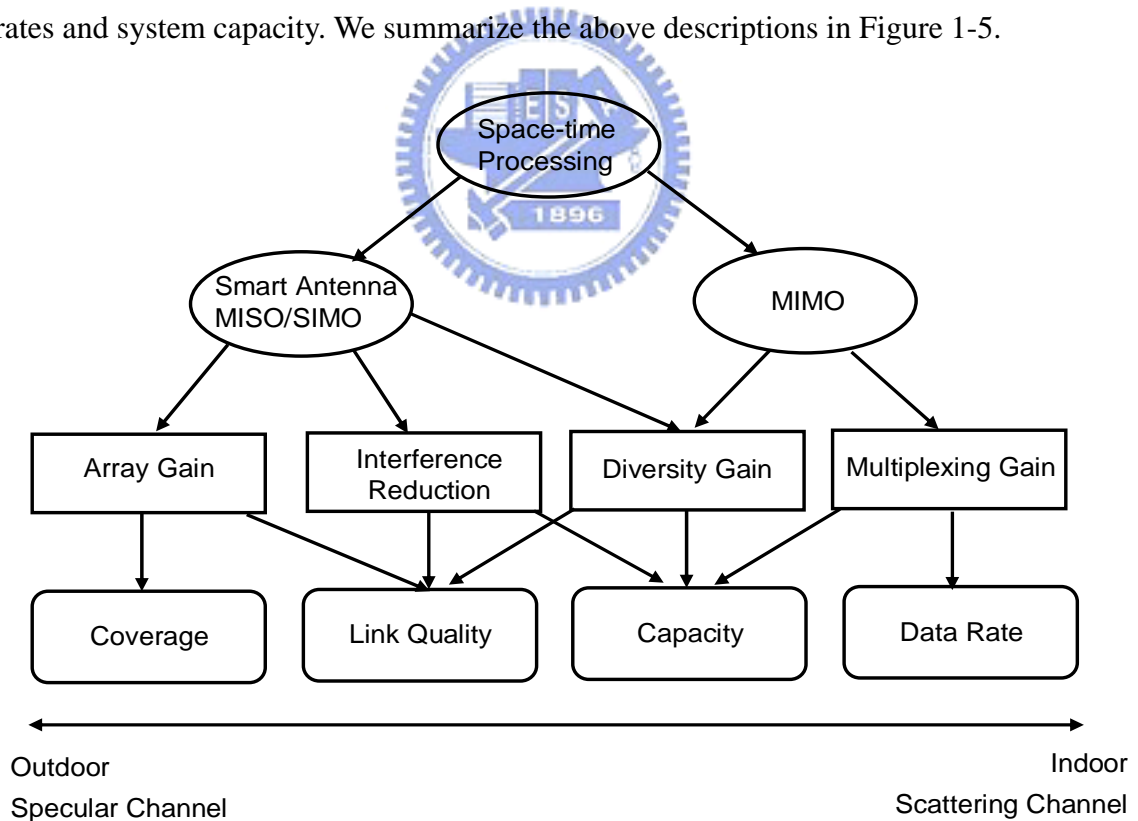 rates and system capacity. We summarize the above descriptions in Figure 1-5.
E S
Space-time
Processing
1896
Smart Antenna
MISO/SIMO
MIMO
Array Gain
Interference
Reduction
Diversity Gain
Multiplexing Gain
Coverage
Link Quality
Capacity
Data Rate
Outdoor
Indoor
Specular Channel
Scattering Channel